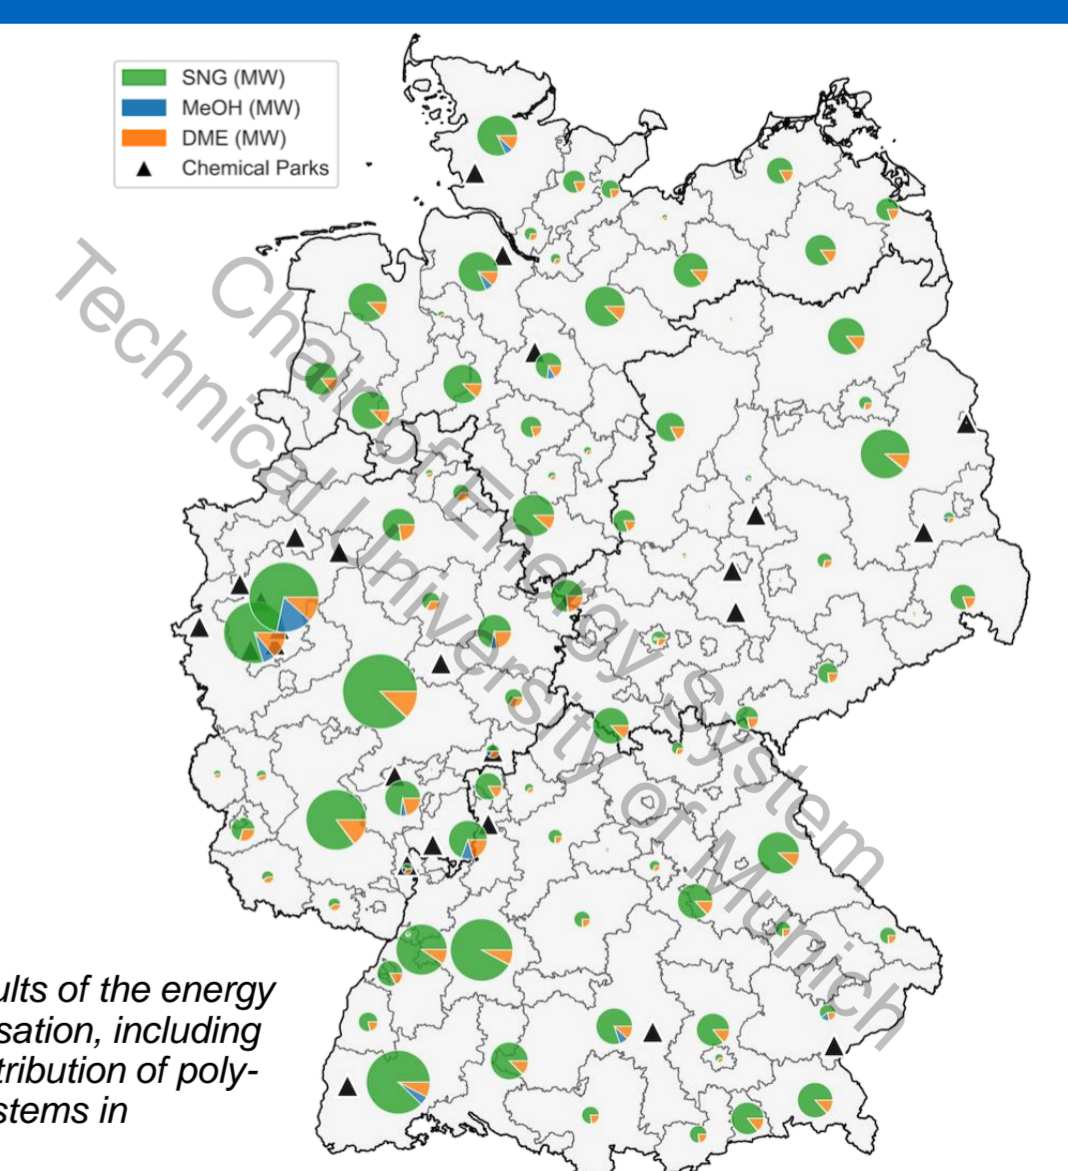 SNG (MW)
MeOH (MW)
DME (MW)
Chemical Parks
Chair of Energy System
Technical University of Munich
ults of the energy
sation, including
tribution of poly-
stems in